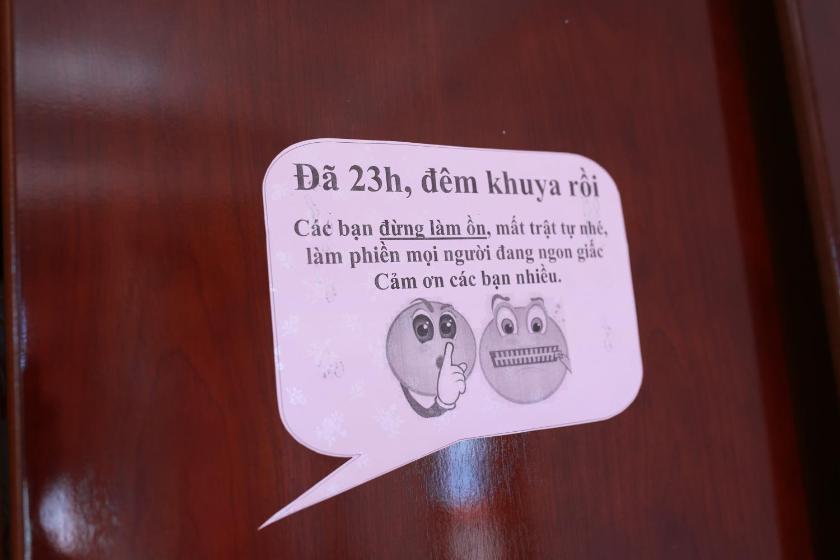 Đã 23h, đêm khuya rồi
Các bạn đừng làm ồn, mất trật tự nhé,
làm phiền mọi người đang ngon giấc
Cảm ơn các bạn nhiều.